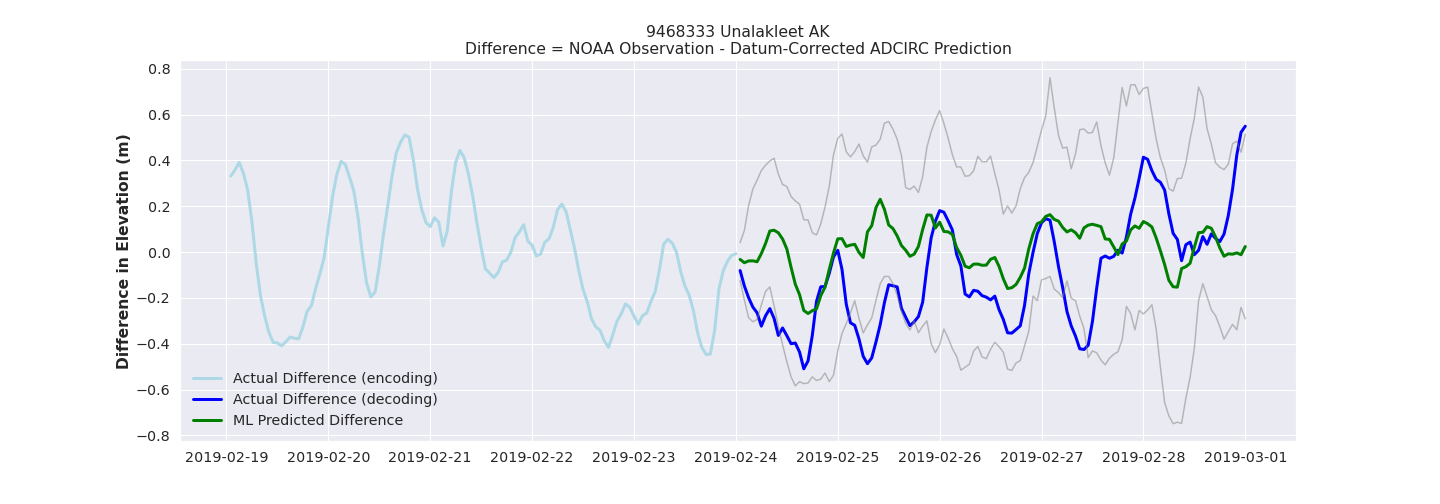 9468333 Unalakleet AK
Difference = NOAA Observation - Datum-Corrected ADCIRC Prediction
Difference in Elevation (m)
0.8
0.6
0.4
0.2
0.0
−0.2
−0.4
−0.6
−0.8
Actual Difference (encoding)
Actual Difference (decoding)
ML Predicted Difference
2019-02-19 2019-02-20 2019-02-21 2019-02-22 2019-02-23 2019-02-24 2019-02-25 2019-02-26 2019-02-27 2019-02-28 2019-03-01